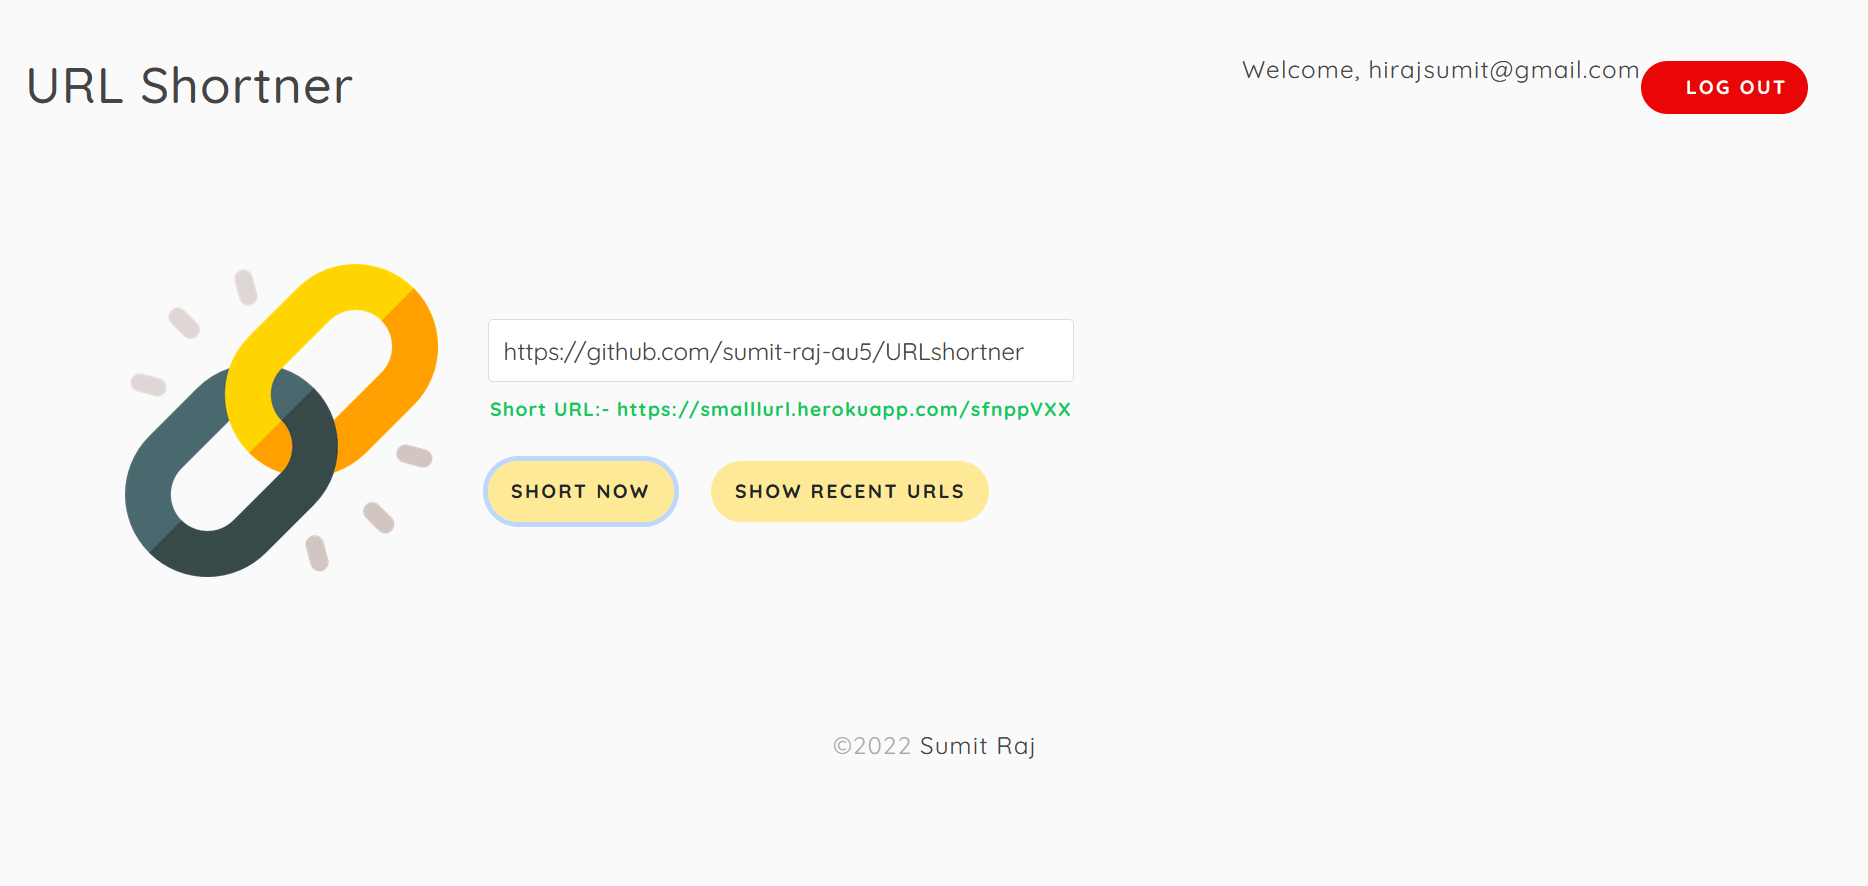 URL Shortner
Welcome, hirajsumit@gmail.com
LOG OUT
https://github.com/sumit-raj-au5/URLshortner
Short URL:- https://smalllurl.herokuapp.com/sfnppVXX
SHORT NOW
SHOW RECENT URLS
©2022 Sumit Raj